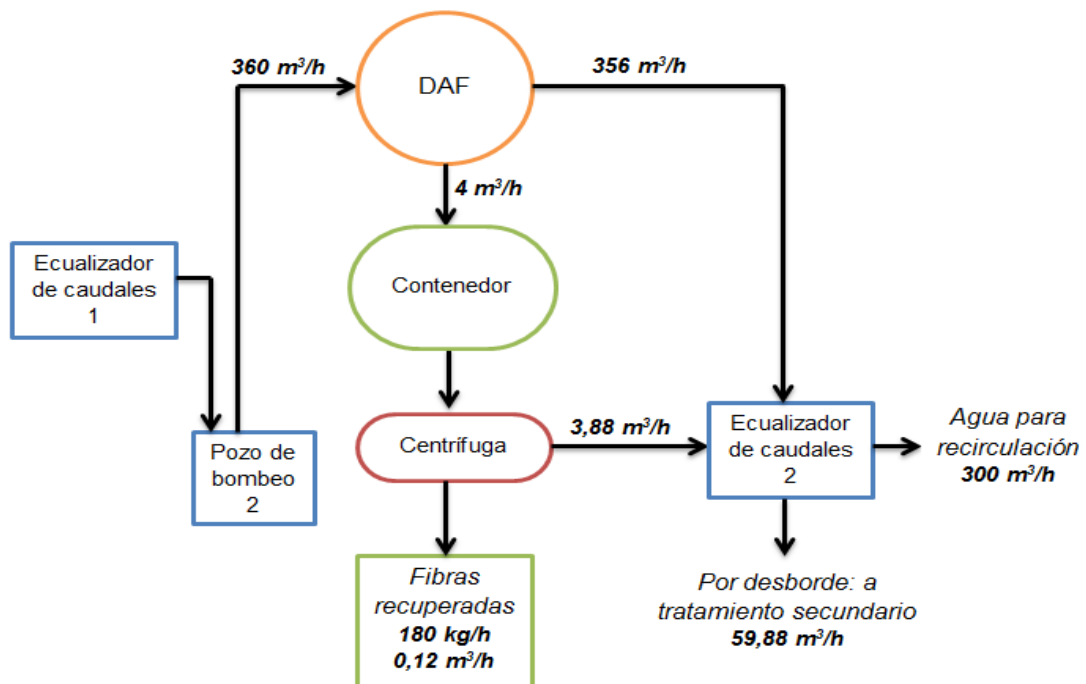 360 m³/h
DAF
356 m³/h
4 m³/h
Ecualizador
de caudales
1
Contenedor
Pozo de
bombeo
2
Centrífuga
3,88 m³/h
Ecualizador
de caudales
2
Agua para
recirculación
300 m³/h
Fibras
recuperadas
180 kg/h
0,12 m³/h
Por desborde: a
tratamiento secundario
59,88 m³/h